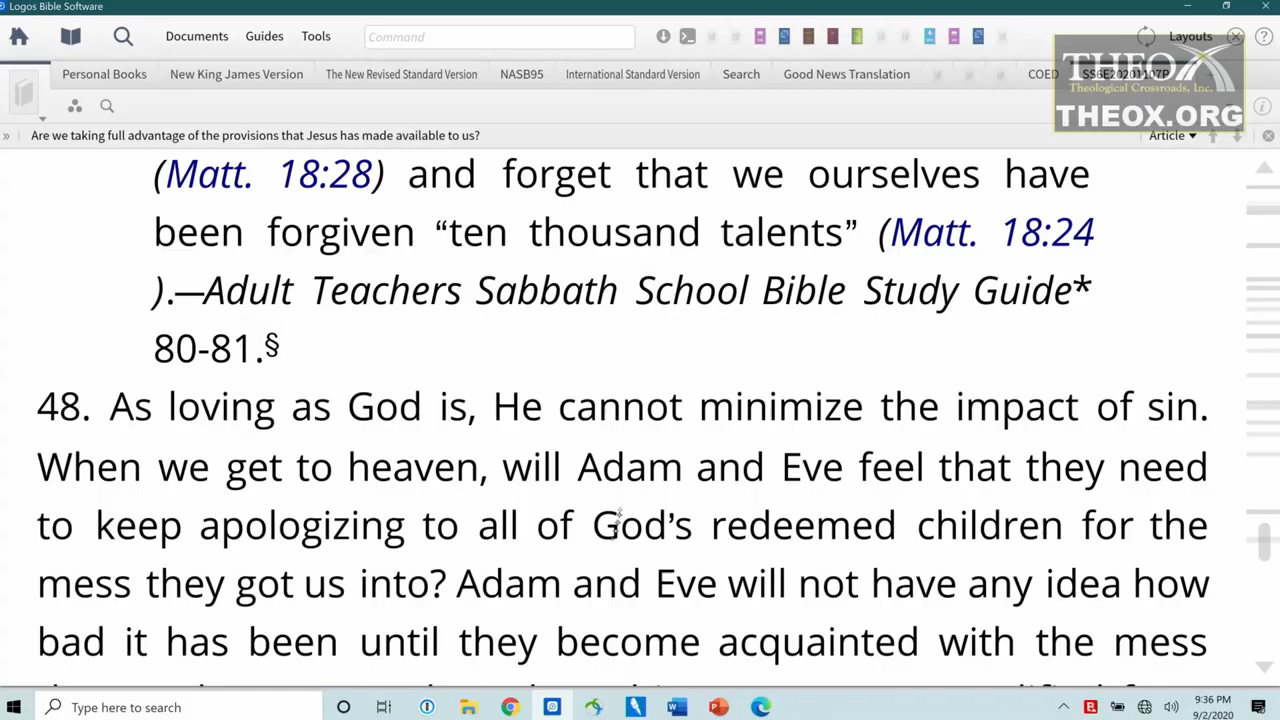 Logos Bible Software
Documents Guides Tools Command Layouts
Personal Books New King James Version The New Revised Standard Version NASB95 International Standard Version Search Good News Translation COED SS6E20201107P
THEOX
Theological Crossroads, Inc.
THEOX.ORG
Are we taking full advantage of the provisions that Jesus has made available to us? Article
(Matt. 18:28) and forget that we ourselves have
been forgiven “ten thousand talents” (Matt. 18:24
).—Adult Teachers Sabbath School Bible Study Guide*
80-81.§
48. As loving as God is, He cannot minimize the impact of sin.
When we get to heaven, will Adam and Eve feel that they need
to keep apologizing to all of God’s redeemed children for the
mess they got us into? Adam and Eve will not have any idea how
bad it has been until they become acquainted with the mess
Type here to search
9:36 PM
9/2/2020